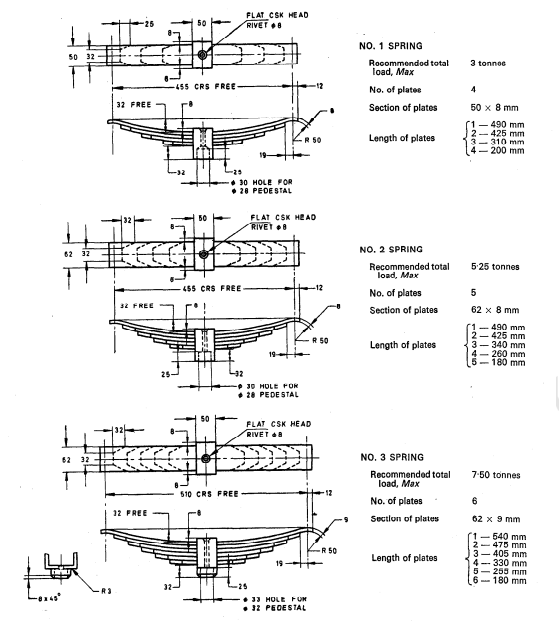 FLAT CSK HEAD
RIVET ø8
25
50
8
50
32
8
455 CRS FREE
12
32 FREE
8
8
R 50
19
32
25
ø 30 HOLE FOR
ø 28 PEDESTAL
NO. 1 SPRING
Recommended total 3 tonnes
load, Max
No. of plates 4
Section of plates 50 × 8 mm
Length of plates
1 — 490 mm
2 — 425 mm
3 — 310 mm
4 — 200 mm
FLAT CSK HEAD
RIVET ø8
32
50
8
62
32
8
455 CRS FREE
12
32 FREE
8
8
R 50
19
25
32
ø 30 HOLE FOR
ø 28 PEDESTAL
NO. 2 SPRING
Recommended total 5·25 tonnes
load, Max
No. of plates 5
Section of plates 62 × 8 mm
Length of plates
1 — 490 mm
2 — 425 mm
3 — 340 mm
4 — 260 mm
5 — 180 mm
50
FLAT CSK HEAD
RIVET ø8
32
8
62
32
8
510 CRS FREE
12
32 FREE
8
9
R 50
19
32
25
R3
8x45°
ø 33 HOLE FOR
ø 32 PEDESTAL
NO. 3 SPRING
Recommended total 7·50 tonnes
load, Max
No. of plates 6
Section of plates 62 × 9 mm
Length of plates
1 — 540 mm
2 — 475 mm
3 — 405 mm
4 — 330 mm
5 — 255 mm
6 — 180 mm